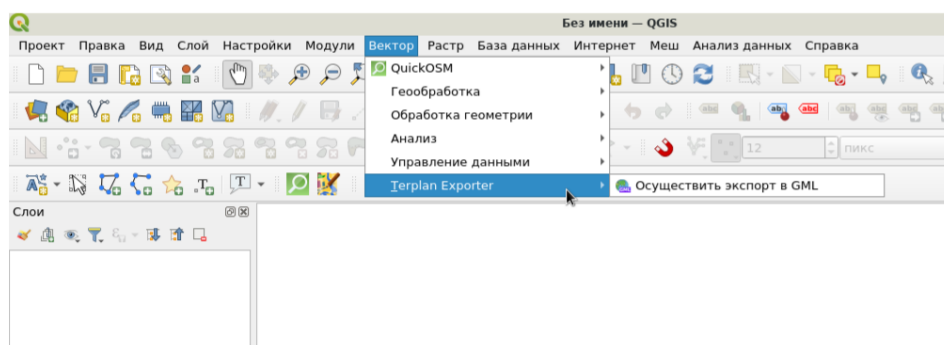 Без имени — QGIS
Проект Правка Вид Слой Настройки Модули Вектор Растр База данных Интернет Меш Анализ данных Справка
QuickOSM
Геообработка
Обработка геометрии
Анализ
12 пикс
Управление данными
Terplan Exporter Осуществить экспорт в GML
Слои